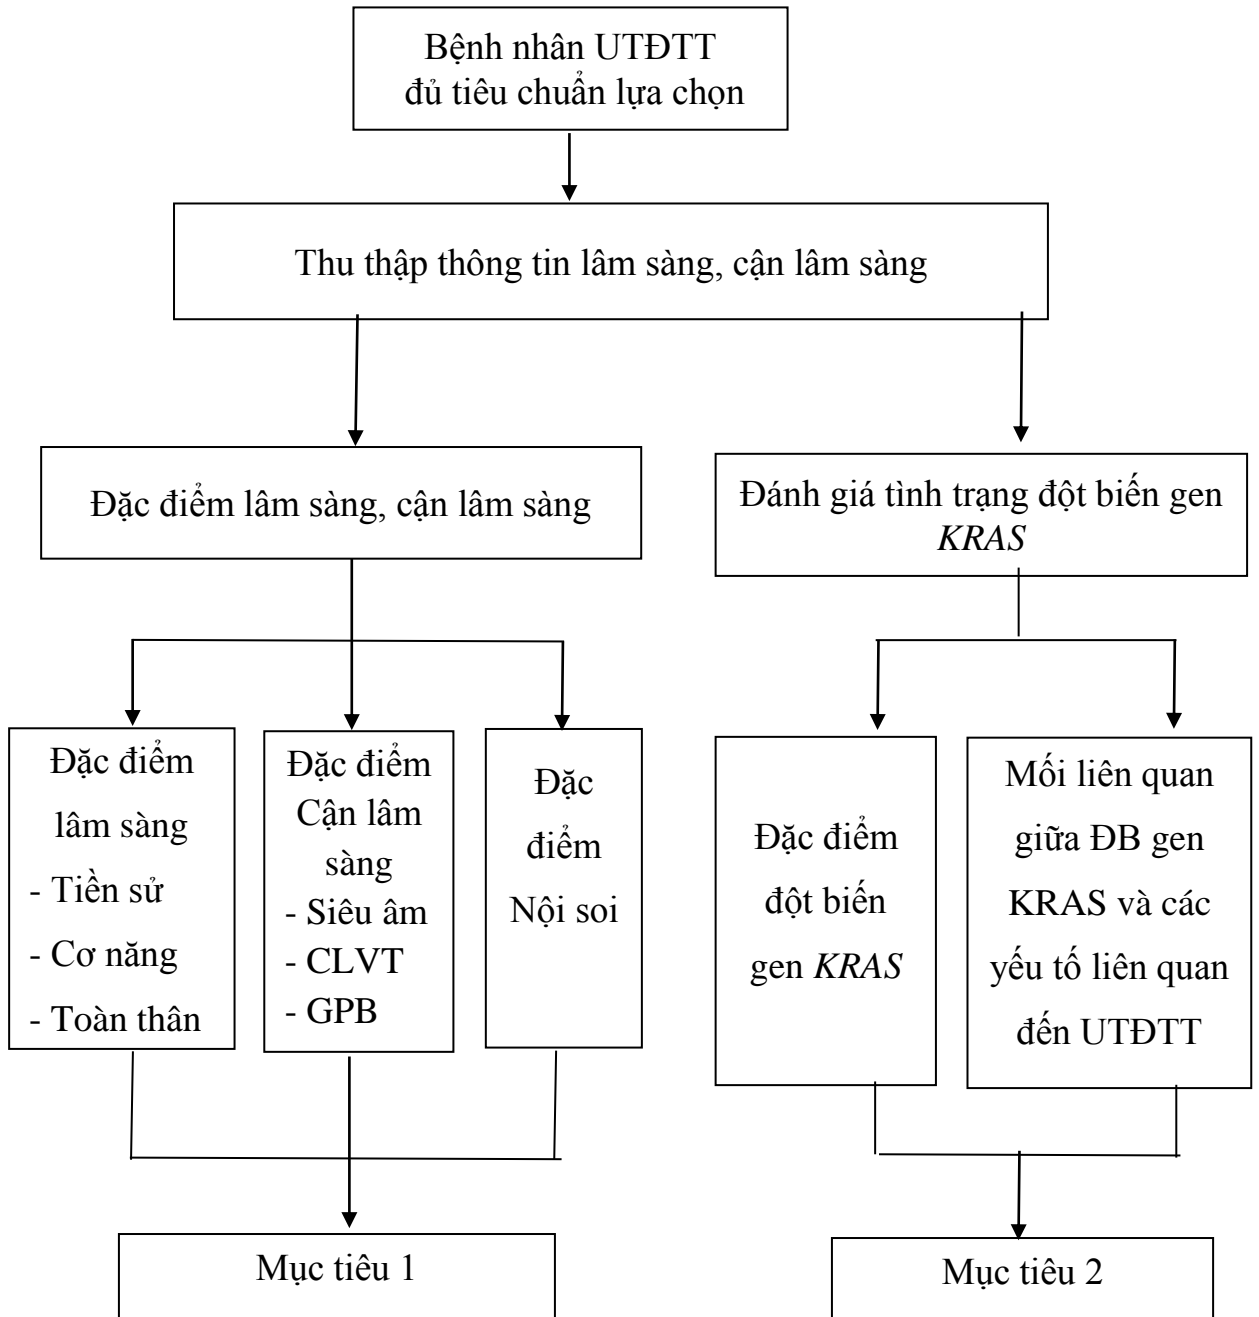 Bệnh nhân UTĐTT
đủ tiêu chuẩn lựa chọn
Thu thập thông tin lâm sàng, cận lâm sàng
Đặc điểm lâm sàng, cận lâm sàng
Đánh giá tình trạng đột biến gen
KRAS
Đặc điểm
lâm sàng
- Tiền sử
- Cơ năng
- Toàn thân
Đặc điểm
Cận lâm
sàng
- Siêu âm
- CLVT
- GPB
Đặc
điểm
Nội soi
Đặc điểm
đột biến
gen KRAS
Mối liên quan
giữa ĐB gen
KRAS và các
yếu tố liên quan
đến UTĐTT
Mục tiêu 1
Mục tiêu 2